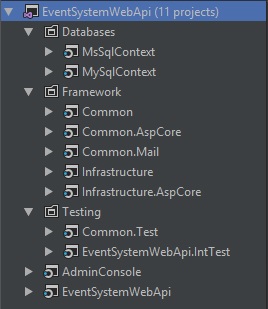 EventSystemWebApi (11 projects)
Databases
MsSqlContext
MySqlContext
Framework
Common
Common.AspCore
Common.Mail
Infrastructure
Infrastructure.AspCore
Testing
Common.Test
EventSystemWebApi.IntTest
AdminConsole
EventSystemWebApi